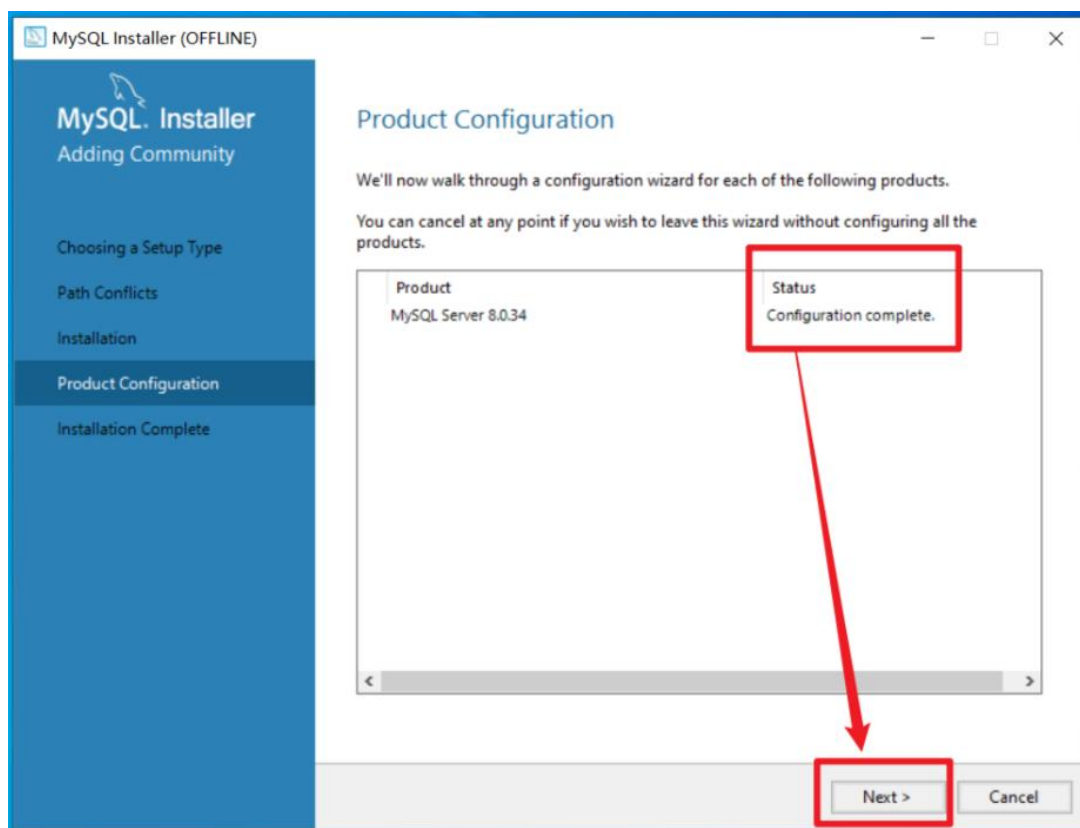 MySQL Installer (OFFLINE)
MySQL. Installer
Adding Community
Choosing a Setup Type
Path Conflicts
Installation
Product Configuration
Installation Complete
Product Configuration
We'll now walk through a configuration wizard for each of the following products.
You can cancel at any point if you wish to leave this wizard without configuring all the
products.
Product Status
MySQL Server 8.0.34 Configuration complete.
Next > Cancel